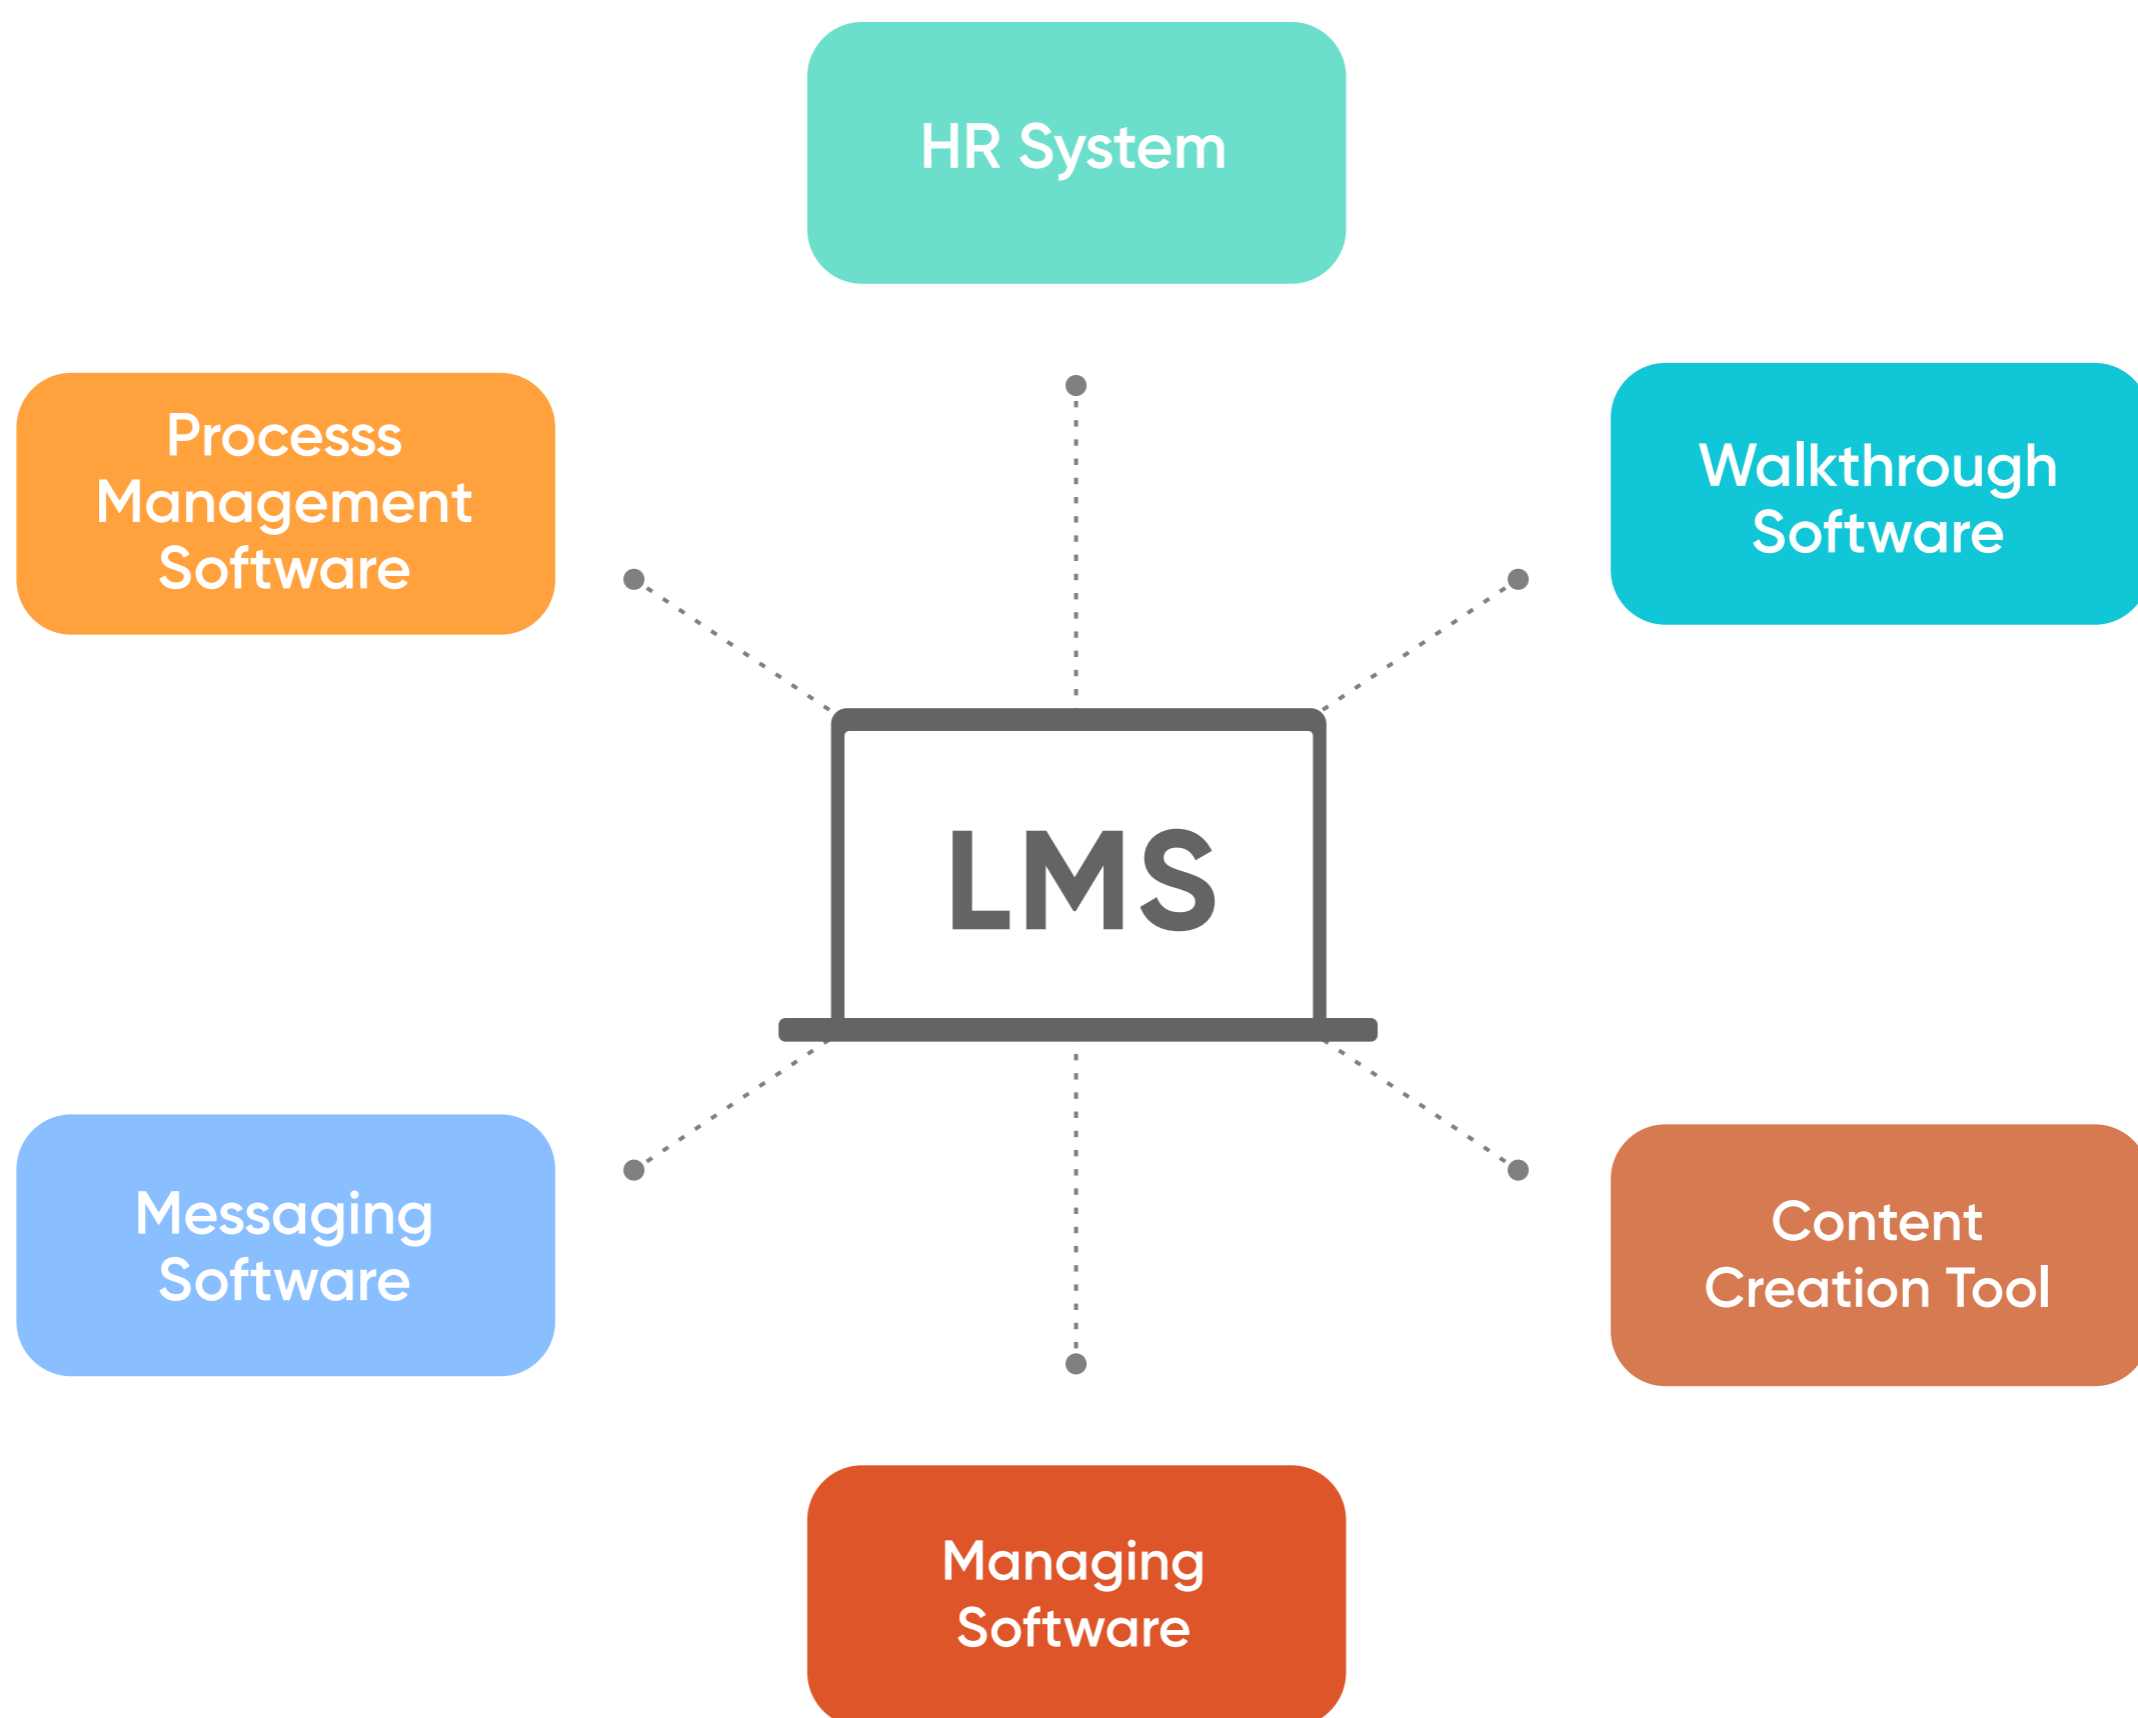 HR System
Processs
Management
Software
Walkthrough
Software
LMS
Messaging
Software
Content
Creation Tool
Managing
Software